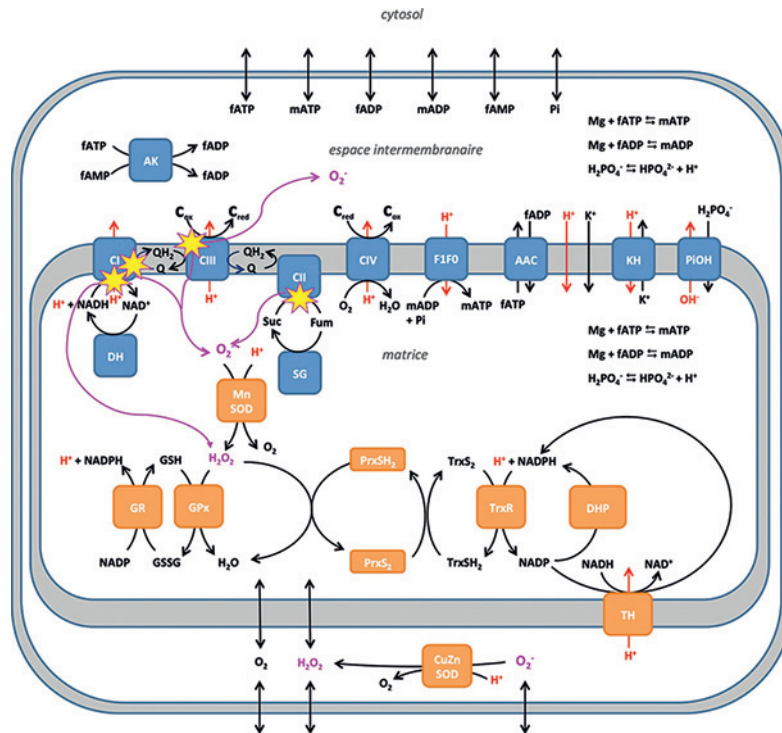 cytosol
fATP mATP fADP mADP fAMP Pi
Mg + fATP ⇆ mATP
Mg + fADP ⇆ mADP
H₂PO₄⁻ ⇆ HPO₄²⁻ + H⁺
espace intermembranaire
fATP
fAMP
AK
fADP
fADP
O₂⁻
Cox Cred
Cred Cox
H⁺
fADP
H⁺
K⁺
H⁺
H₂PO₄⁻
CI
QH₂
Q
CIII
QH₂
Q
CII
CIV
F1F0
AAC
KH
PiOH
H⁺ + NADH
H⁺
NAD⁺
H⁺
Suc
Fum
O₂
H⁺
H₂O
mADP
+ Pi
H⁺
mATP
fATP
K⁺
OH⁻
DH
SG
O₂⁻
H⁺
matrice
Mg + fATP ⇆ mATP
Mg + fADP ⇆ mADP
H₂PO₄⁻ ⇆ HPO₄²⁻ + H⁺
Mn
SOD
O₂
H⁺ + NADPH
GSH
H₂O₂
PrxSH₂
TrxS₂
H⁺ + NADPH
GR
GPx
TrxR
DHP
NADP
GSSG
H₂O
PrxS₂
TrxSH₂
NADP
NADH
NAD⁺
TH
H⁺
O₂
H₂O₂
O₂
CuZn
SOD
H⁺
O₂⁻